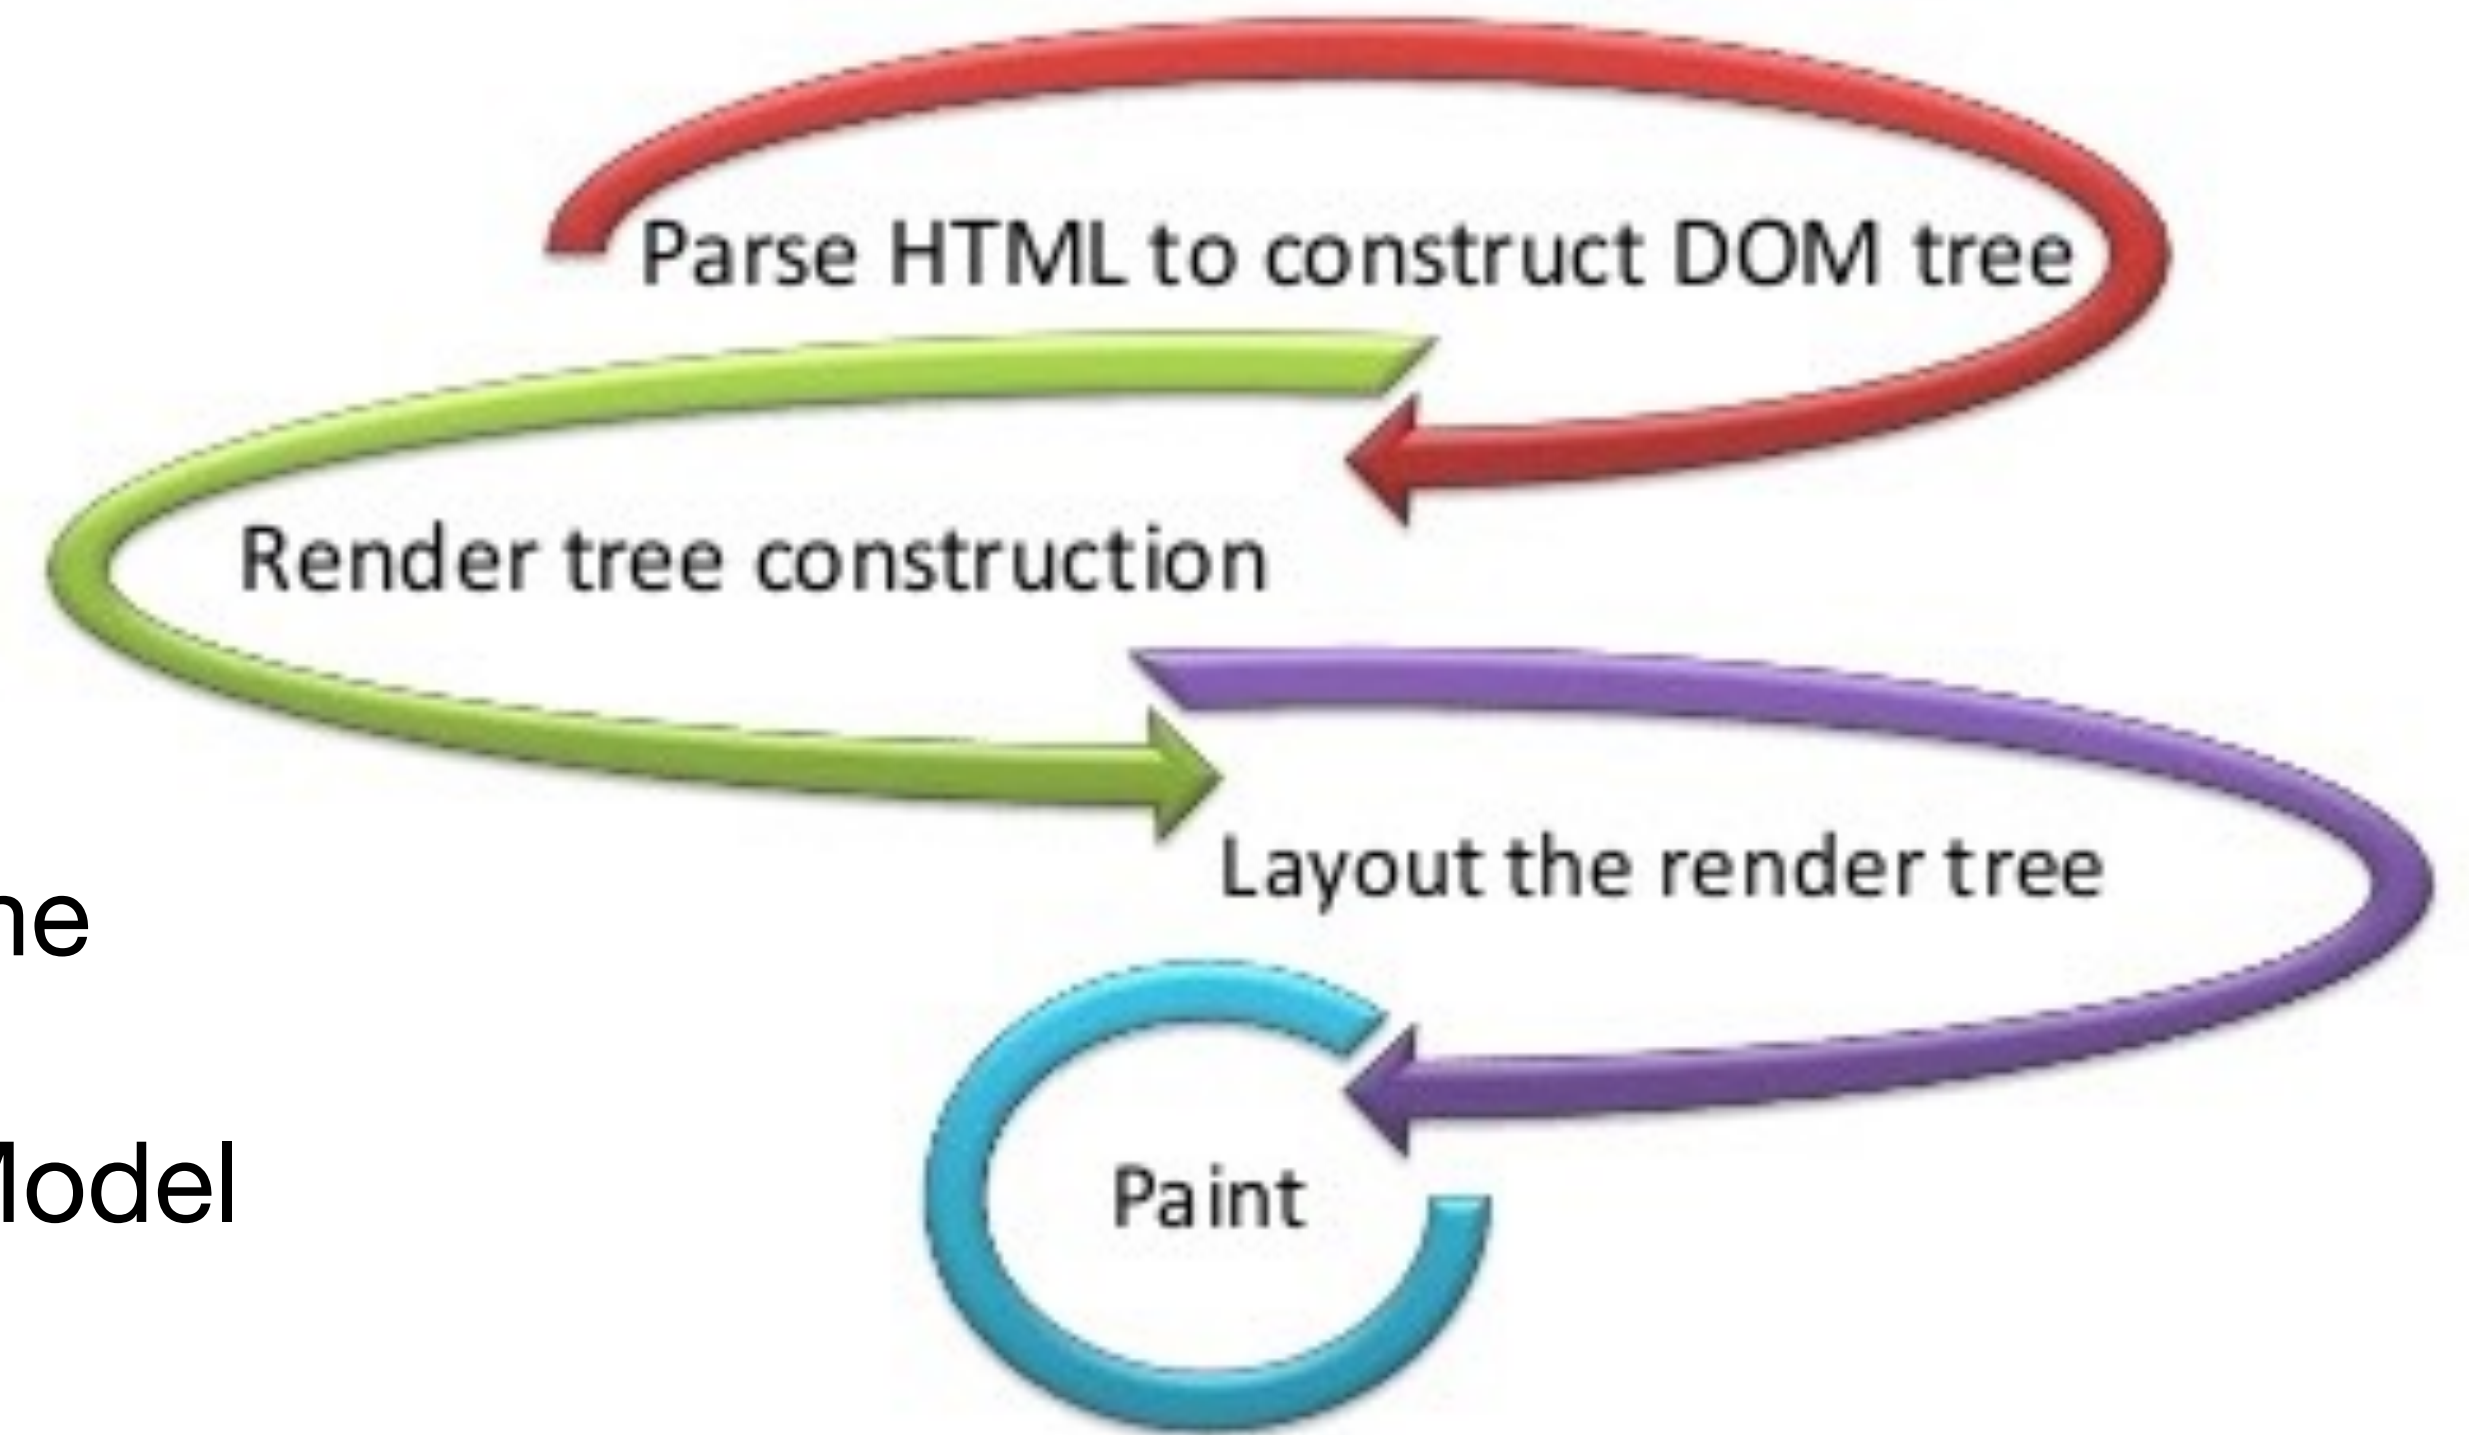 Parse HTML to construct DOM tree
Render tree construction
Layout the render tree
Paint